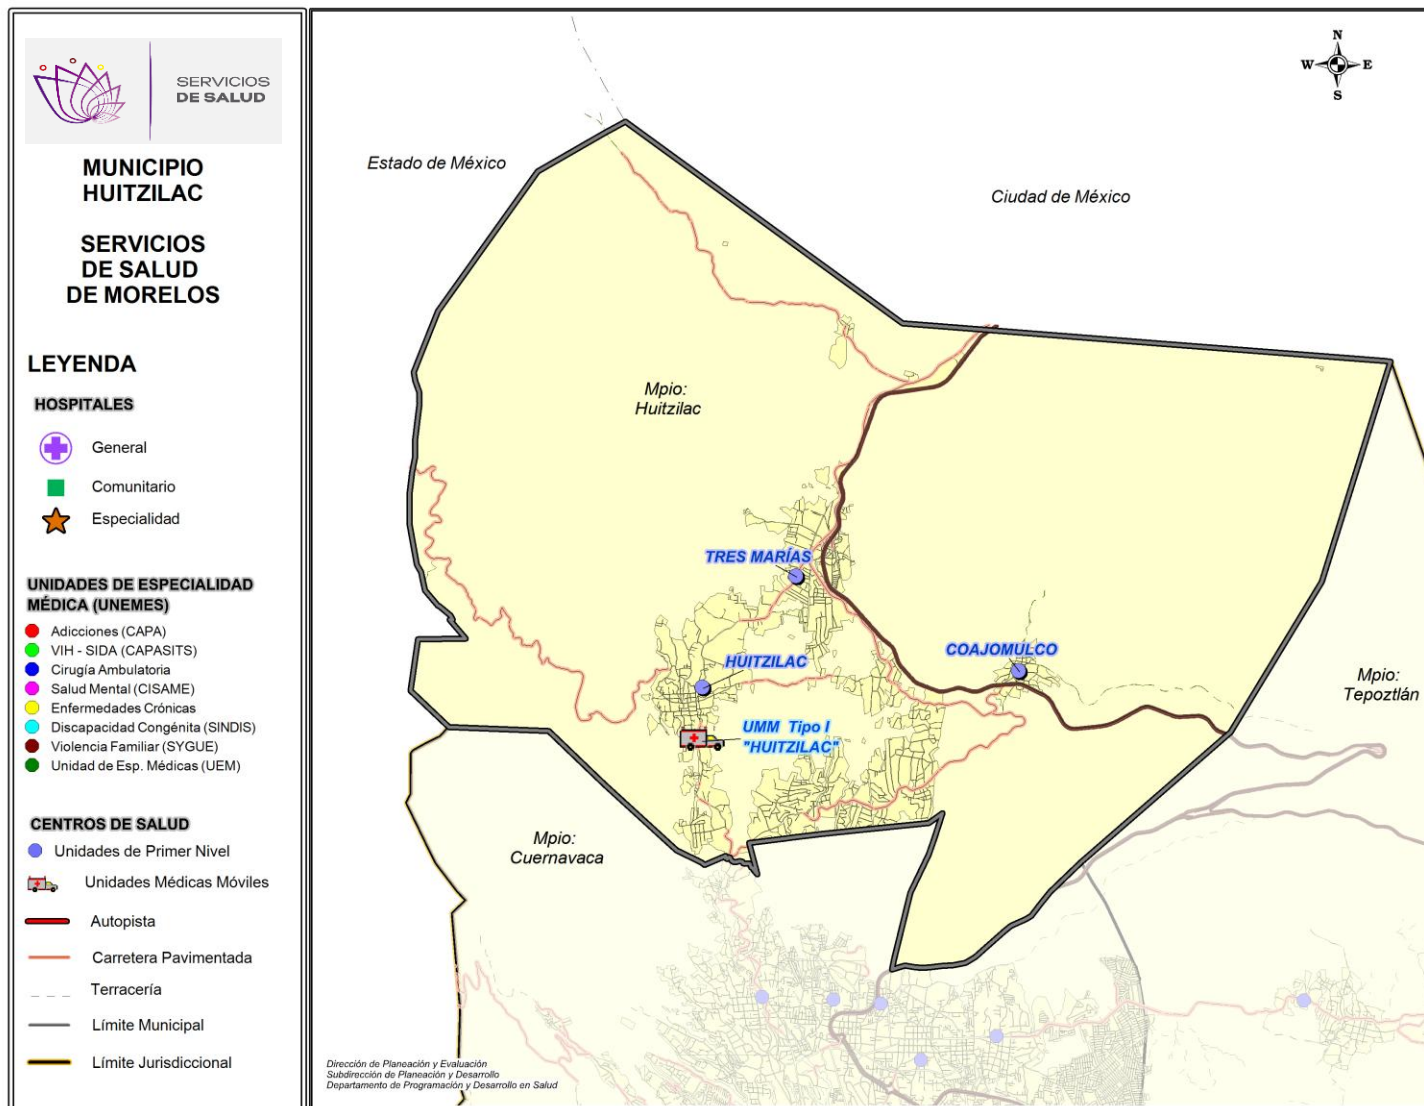 SERVICIOS
DE SALUD
MUNICIPIO
HUITZILAC
SERVICIOS
DE SALUD
DE MORELOS
LEYENDA
HOSPITALES
General
Comunitario
Especialidad
UNIDADES DE ESPECIALIDAD
MÉDICA (UNEMES)
Adicciones (CAPA)
VIH - SIDA (CAPASITS)
Cirugía Ambulatoria
Salud Mental (CISAME)
Enfermedades Crónicas
Discapacidad Congénita (SINDIS)
Violencia Familiar (SYGUE)
Unidad de Esp. Médicas (UEM)
CENTROS DE SALUD
Unidades de Primer Nivel
Unidades Médicas Móviles
Autopista
Carretera Pavimentada
Terracería
Límite Municipal
Límite Jurisdiccional
N
W E
S
Estado de México
Ciudad de México
Mpio:
Huitzilac
TRES MARÍAS
HUITZILAC
COAJOMULCO
Mpio:
Tepoztlán
UMM Tipo I
"HUITZILAC"
Mpio:
Cuernavaca
Dirección de Planeación y Evaluación
Subdirección de Planeación y Desarrollo
Departamento de Programación y Desarrollo en Salud